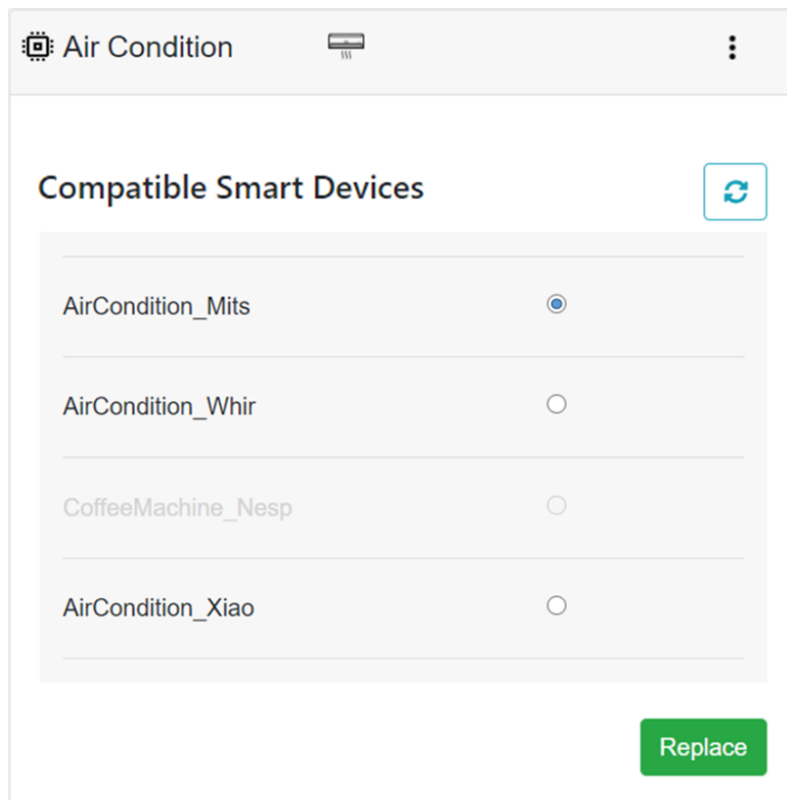 Air Condition
Compatible Smart Devices
AirCondition_Mits
AirCondition_Whir
CoffeeMachine_Nesp
AirCondition_Xiao
Replace